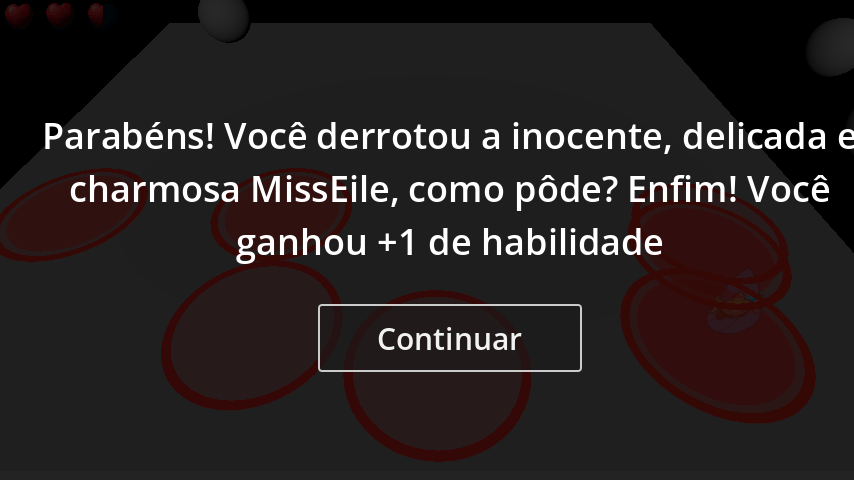 Parabéns! Você derrotou a inocente, delicada e
charmosa MissEile, como pôde? Enfim! Você
ganhou +1 de habilidade
Continuar